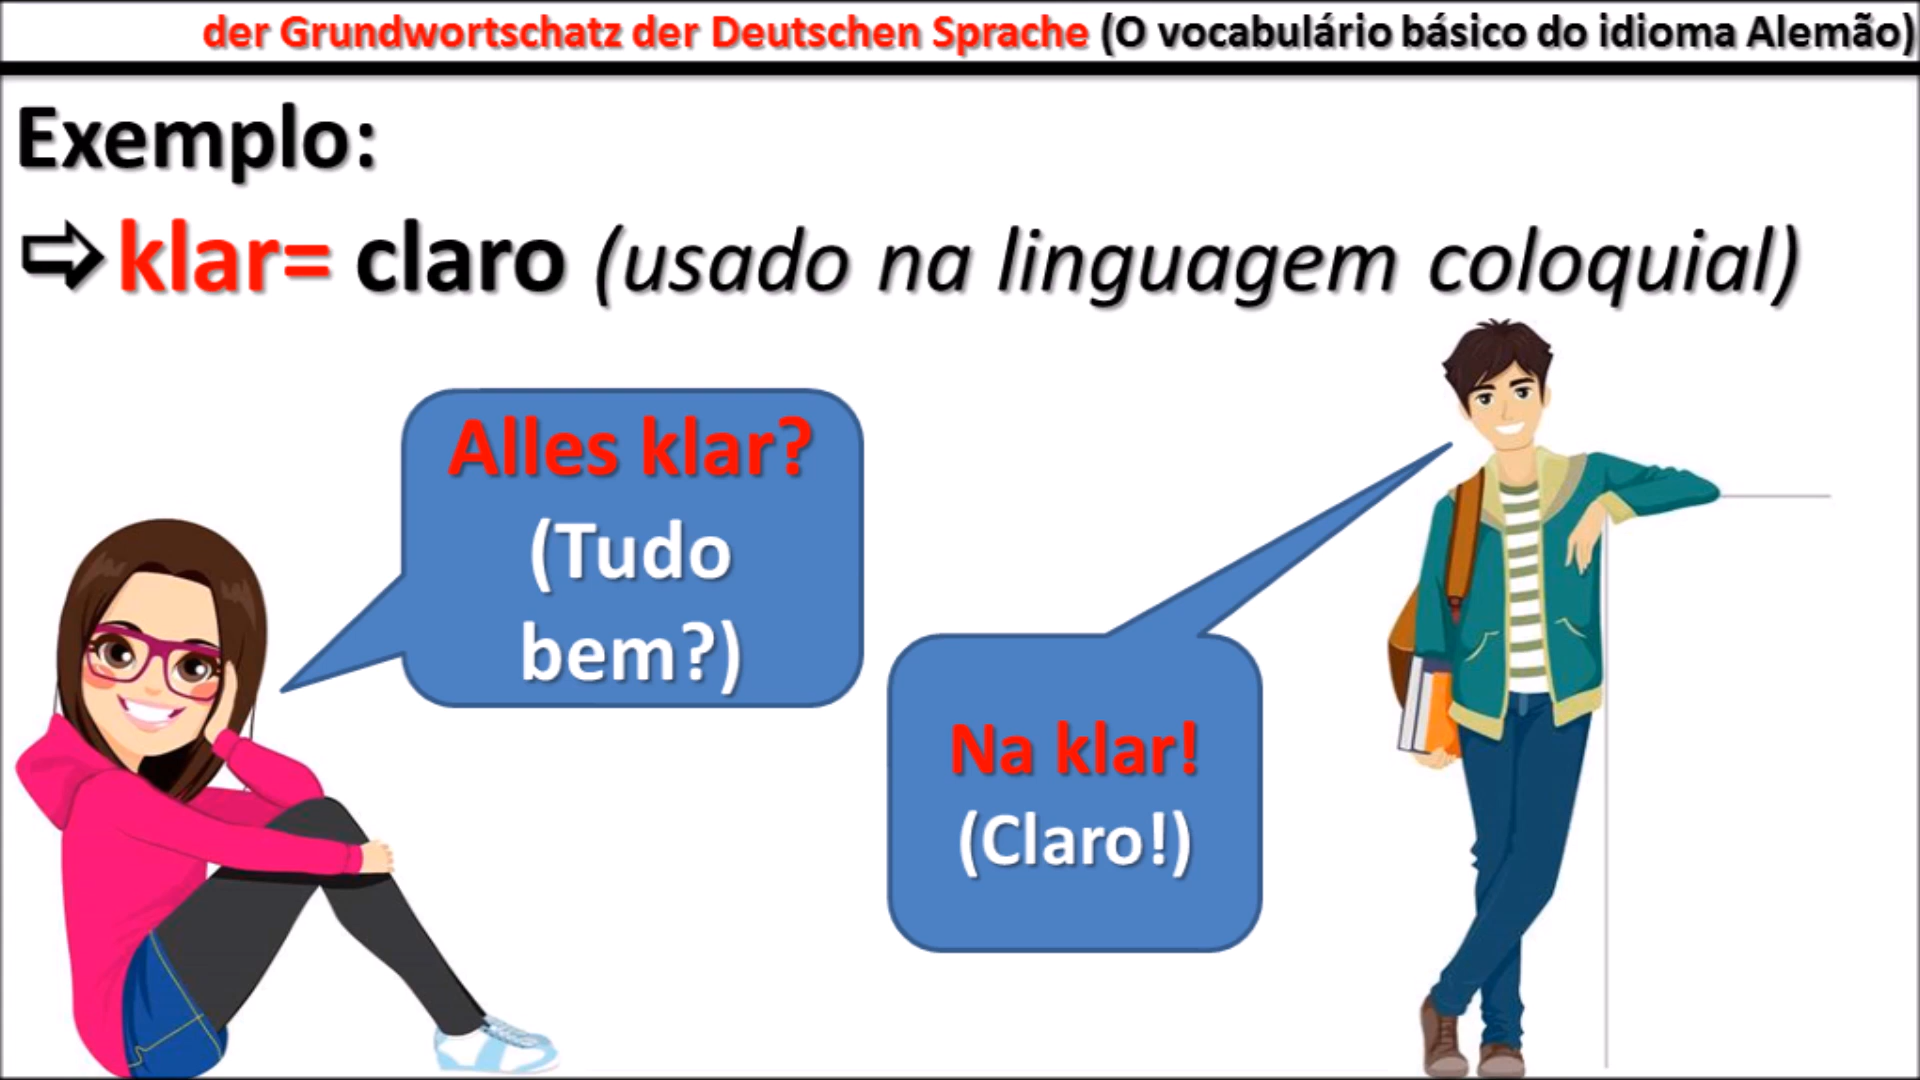 der Grundwortschatz der Deutschen Sprache (O vocabulário básico do idioma Alemão)
Exemplo:
⇨klar= claro (usado na linguagem coloquial)
Alles klar?
(Tudo
bem?)
Na klar!
(Claro!)